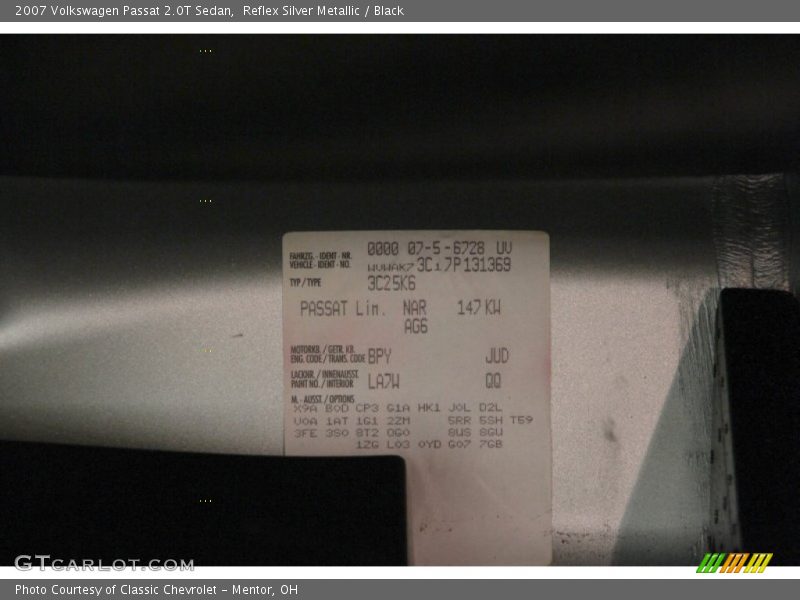 2007 Volkswagen Passat 2.0T Sedan,  Reflex Silver Metallic / Black
FAHRZG. - IDENT - NR.
VEHICLE - IDENT - NO.
0000 07-5-6728 UV
WVWAK73C17P131369
TYP / TYPE 3C25K6
PASSAT Lim. NAR 147 KW
AG6
MOTORKB. / GETR. KB.
ENG. CODE / TRANS. CODE BPY JUD
LACKNR. / INNENAUSST.
PAINT NO. / INTERIOR LA7W QQ
M. - AUSST. / OPTIONS
X9A B0D CP3 G1A HK1 J0L D2L
V0A 1AT 1G1 2ZM 5RR 5SH T59
3FE 3S0 8T2 0G0 8US 8GU
1ZG L03 0YD G07 7GB
GTCARLOT.COM
Photo Courtesy of Classic Chevrolet - Mentor, OH